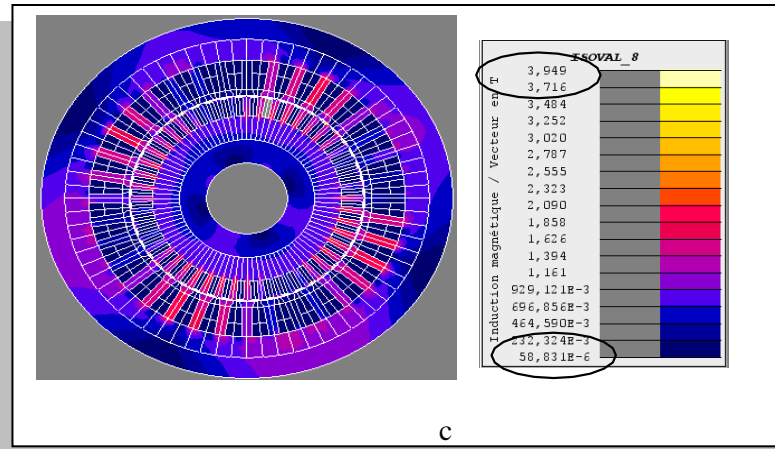 ISOVAL_8
Induction magnétique / Vecteur en T
3,949
3,716
3,484
3,252
3,020
2,787
2,555
2,323
2,090
1,858
1,626
1,394
1,161
929,121E-3
696,856E-3
464,590E-3
232,324E-3
58,831E-6
c